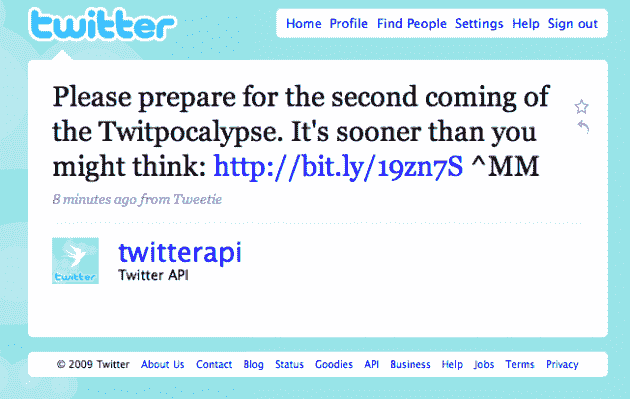 twitter
Home Profile Find People Settings Help Sign out
Please prepare for the second coming of
the Twitpocalypse. It's sooner than you
might think: http://bit.ly/19zn7S ^MM
8 minutes ago from Tweetie
twitter
twitterapi
Twitter API
© 2009 Twitter About Us Contact Blog Status Goodies API Business Help Jobs Terms Privacy